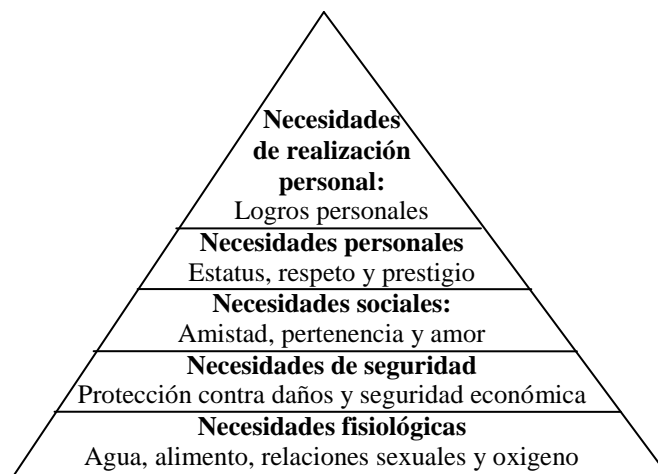 Necesidades
de realización
personal:
Logros personales
Necesidades personales
Estatus, respeto y prestigio
Necesidades sociales:
Amistad, pertenencia y amor
Necesidades de seguridad
Protección contra daños y seguridad económica
Necesidades fisiológicas
Agua, alimento, relaciones sexuales y oxigeno